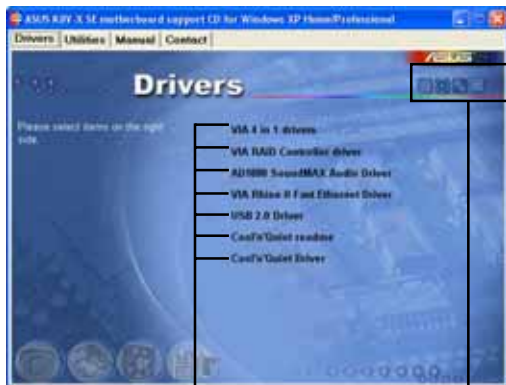 ASUS K8V-X SE motherboard support CD for Windows XP Home/Professional
Drivers Utilities Manual Contact
Drivers
Please select items on the right
side.
VIA 4 in 1 drivers
VIA RAID Controller driver
AD1888 SoundMAX Audio Driver
VIA Rhine II Fast Ethernet Driver
USB 2.0 Driver
Cool'n'Quiet readme
Cool'n'Quiet Driver